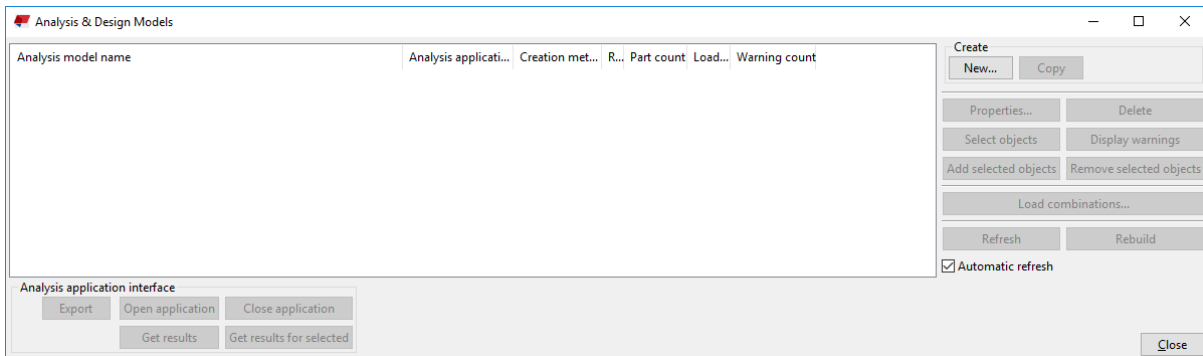 Analysis & Design Models
Analysis model name Analysis applicati... Creation met... R... Part count Load... Warning count
Create
New... Copy
Properties... Delete
Select objects Display warnings
Add selected objects Remove selected objects
Load combinations...
Refresh Rebuild
Automatic refresh
Analysis application interface
Export Open application Close application
Get results Get results for selected
Close